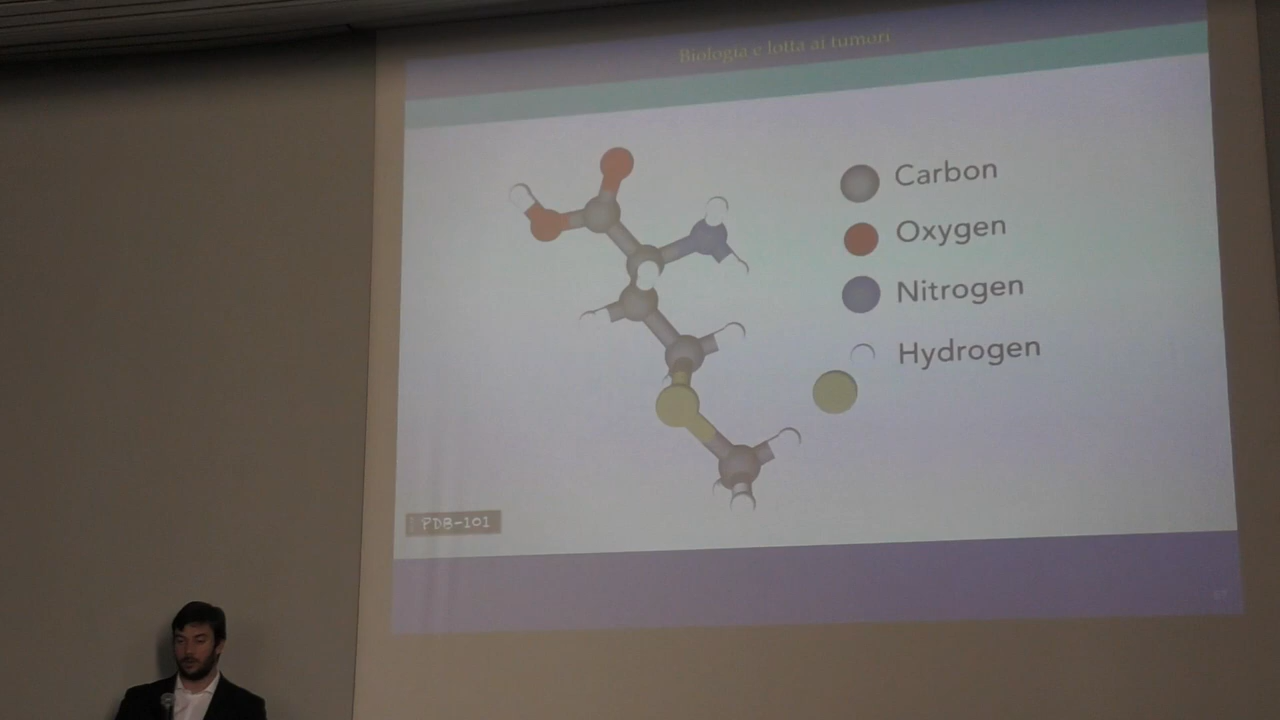 Biologia e lotta ai tumori
Carbon
Oxygen
Nitrogen
Hydrogen
PDB-101